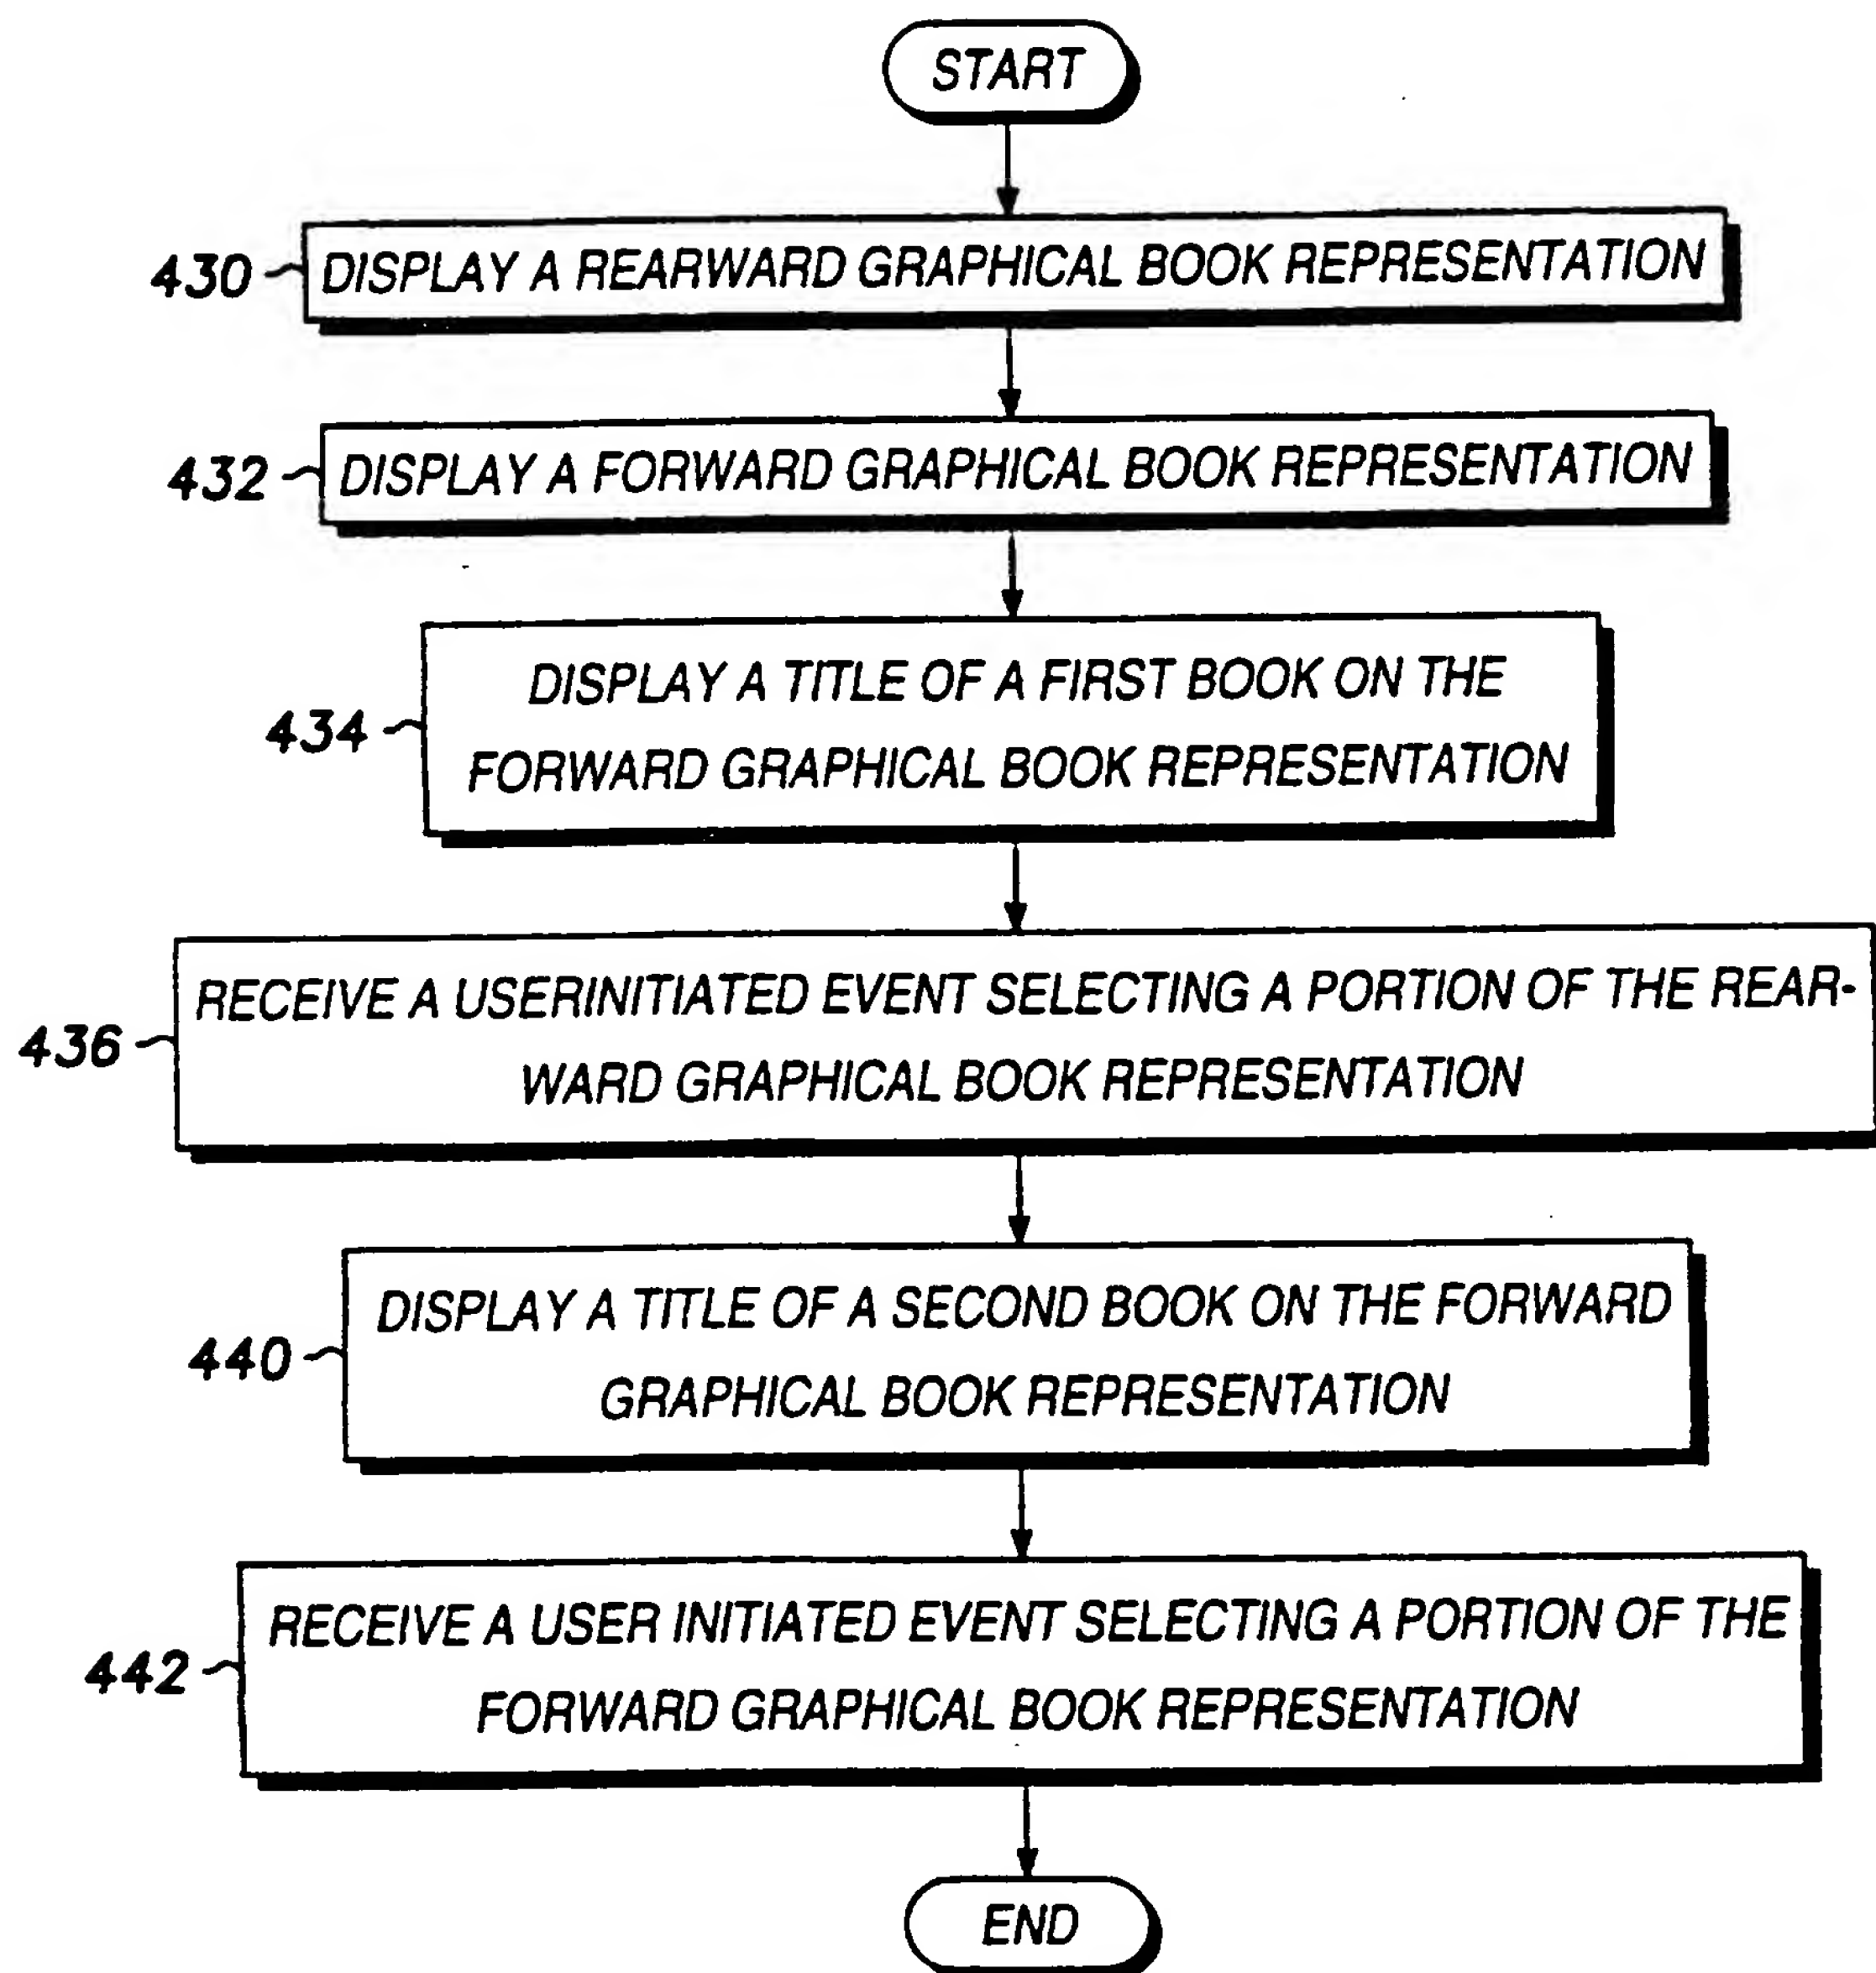 START
430
DISPLAY A REARWARD GRAPHICAL BOOK REPRESENTATION
432
DISPLAY A FORWARD GRAPHICAL BOOK REPRESENTATION
434
DISPLAY A TITLE OF A FIRST BOOK ON THE
FORWARD GRAPHICAL BOOK REPRESENTATION
436
RECEIVE A USERINITIATED EVENT SELECTING A PORTION OF THE REAR-
WARD GRAPHICAL BOOK REPRESENTATION
440
DISPLAY A TITLE OF A SECOND BOOK ON THE FORWARD
GRAPHICAL BOOK REPRESENTATION
442
RECEIVE A USER INITIATED EVENT SELECTING A PORTION OF THE
FORWARD GRAPHICAL BOOK REPRESENTATION
END